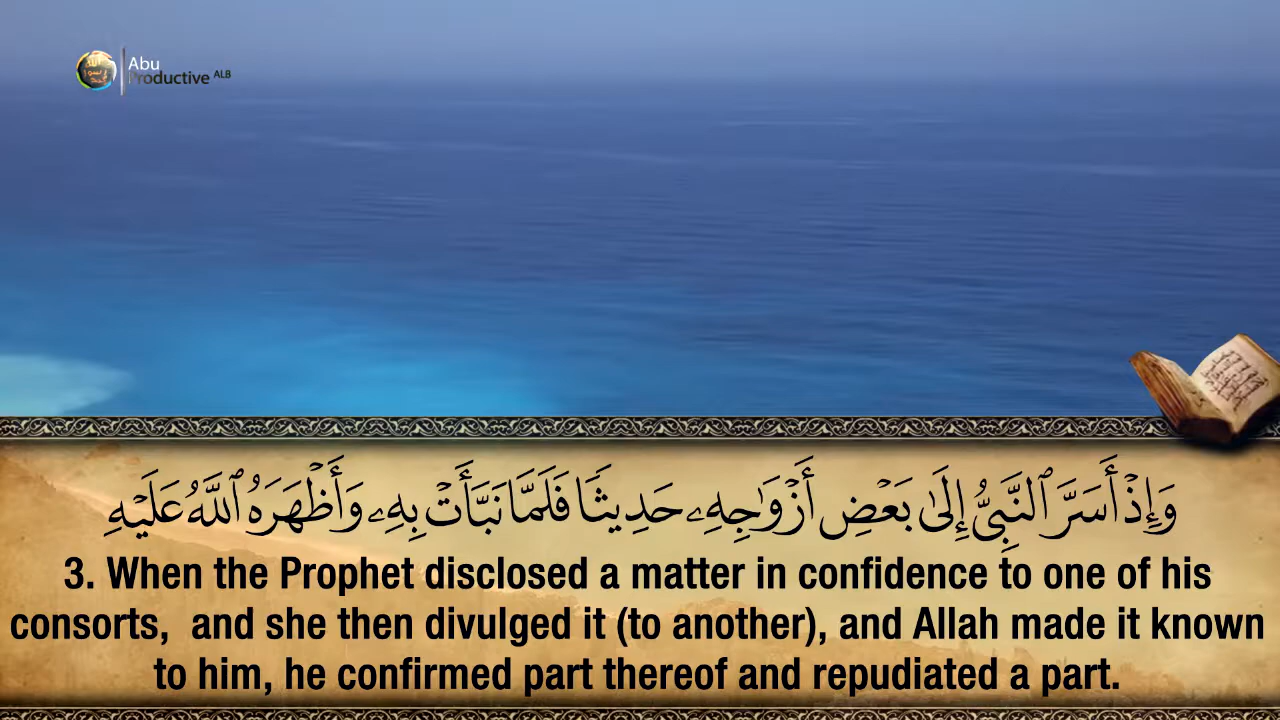 Abu
Productive ALB
وَإِذْ أَسَرَّ ٱلنَّبِىُّ إِلَىٰ بَعْضِ أَزْوَٰجِهِۦ حَدِيثًا فَلَمَّا نَبَّأَتْ بِهِۦ وَأَظْهَرَهُ ٱللَّهُ عَلَيْهِ
3. When the Prophet disclosed a matter in confidence to one of his
consorts, and she then divulged it (to another), and Allah made it known
to him, he confirmed part thereof and repudiated a part.